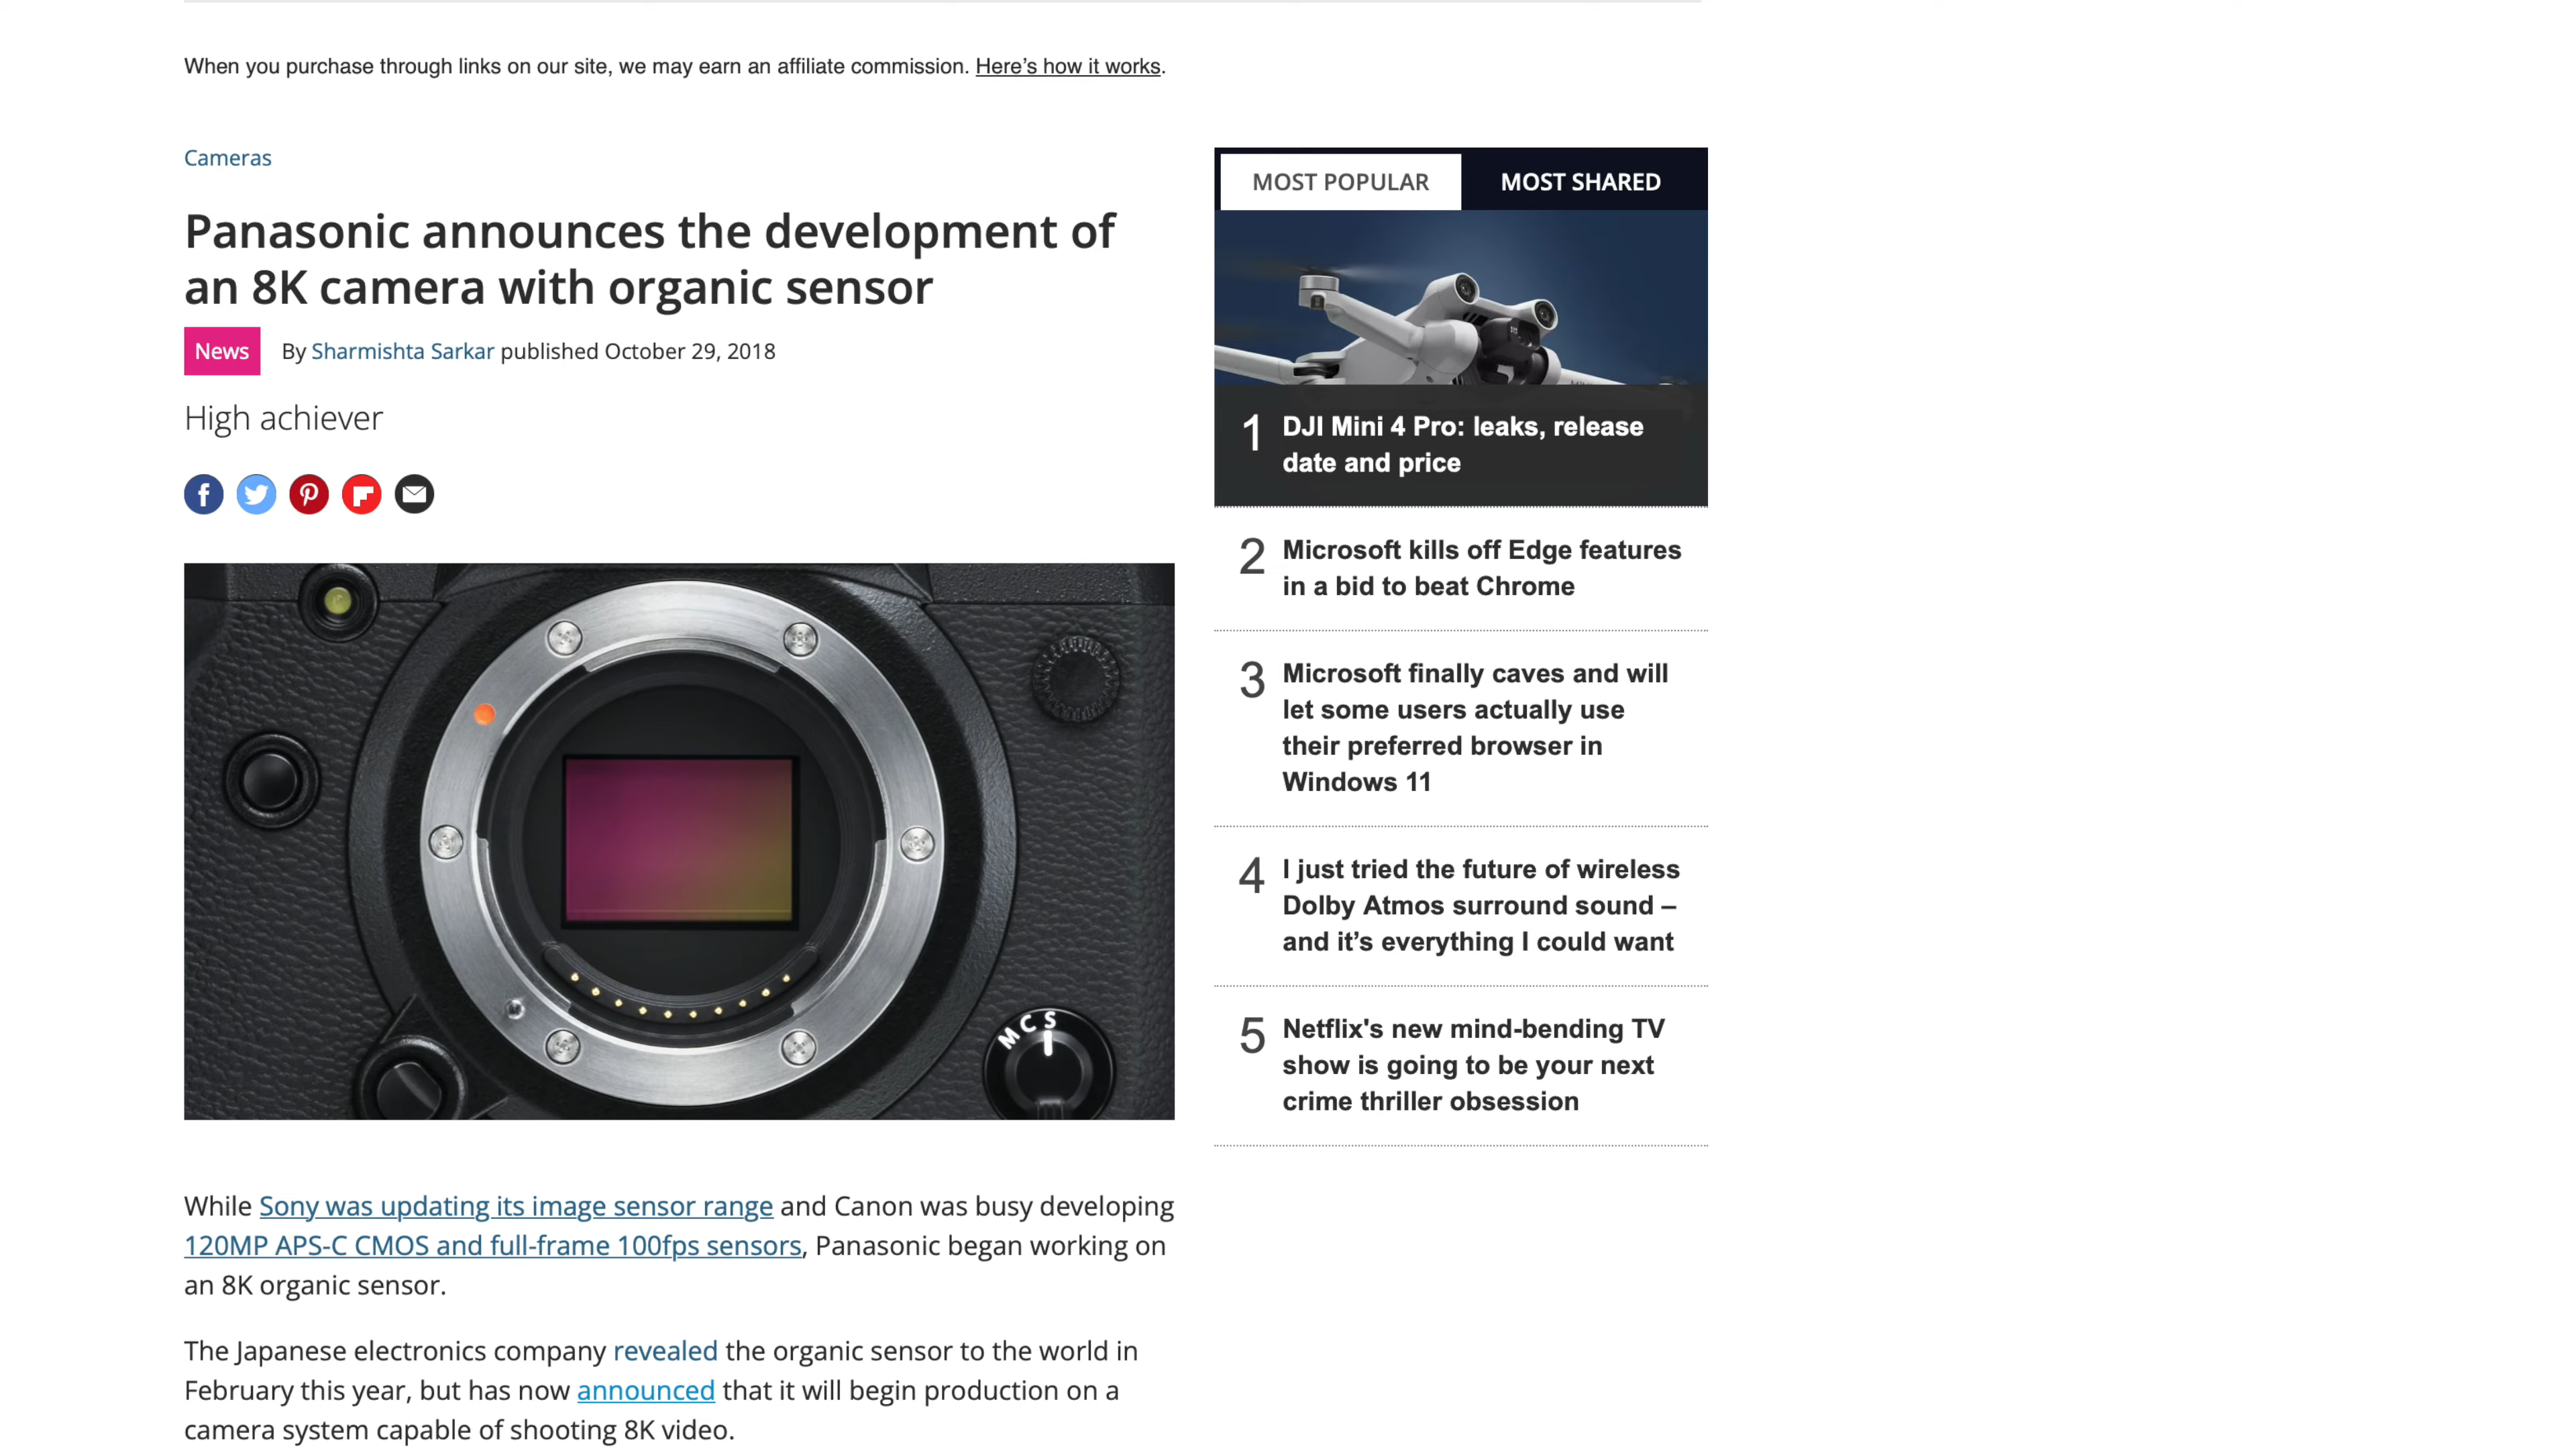 When you purchase through links on our site, we may earn an affiliate commission. Here’s how it works.
Cameras
Panasonic announces the development of
an 8K camera with organic sensor
News
By Sharmishta Sarkar published October 29, 2018
High achiever
M C S
While Sony was updating its image sensor range and Canon was busy developing
120MP APS-C CMOS and full-frame 100fps sensors, Panasonic began working on
an 8K organic sensor.
The Japanese electronics company revealed the organic sensor to the world in
February this year, but has now announced that it will begin production on a
camera system capable of shooting 8K video.
MOST POPULAR
MOST SHARED
1 DJI Mini 4 Pro: leaks, release
date and price
2 Microsoft kills off Edge features
in a bid to beat Chrome
3 Microsoft finally caves and will
let some users actually use
their preferred browser in
Windows 11
4 I just tried the future of wireless
Dolby Atmos surround sound –
and it’s everything I could want
5 Netflix's new mind-bending TV
show is going to be your next
crime thriller obsession